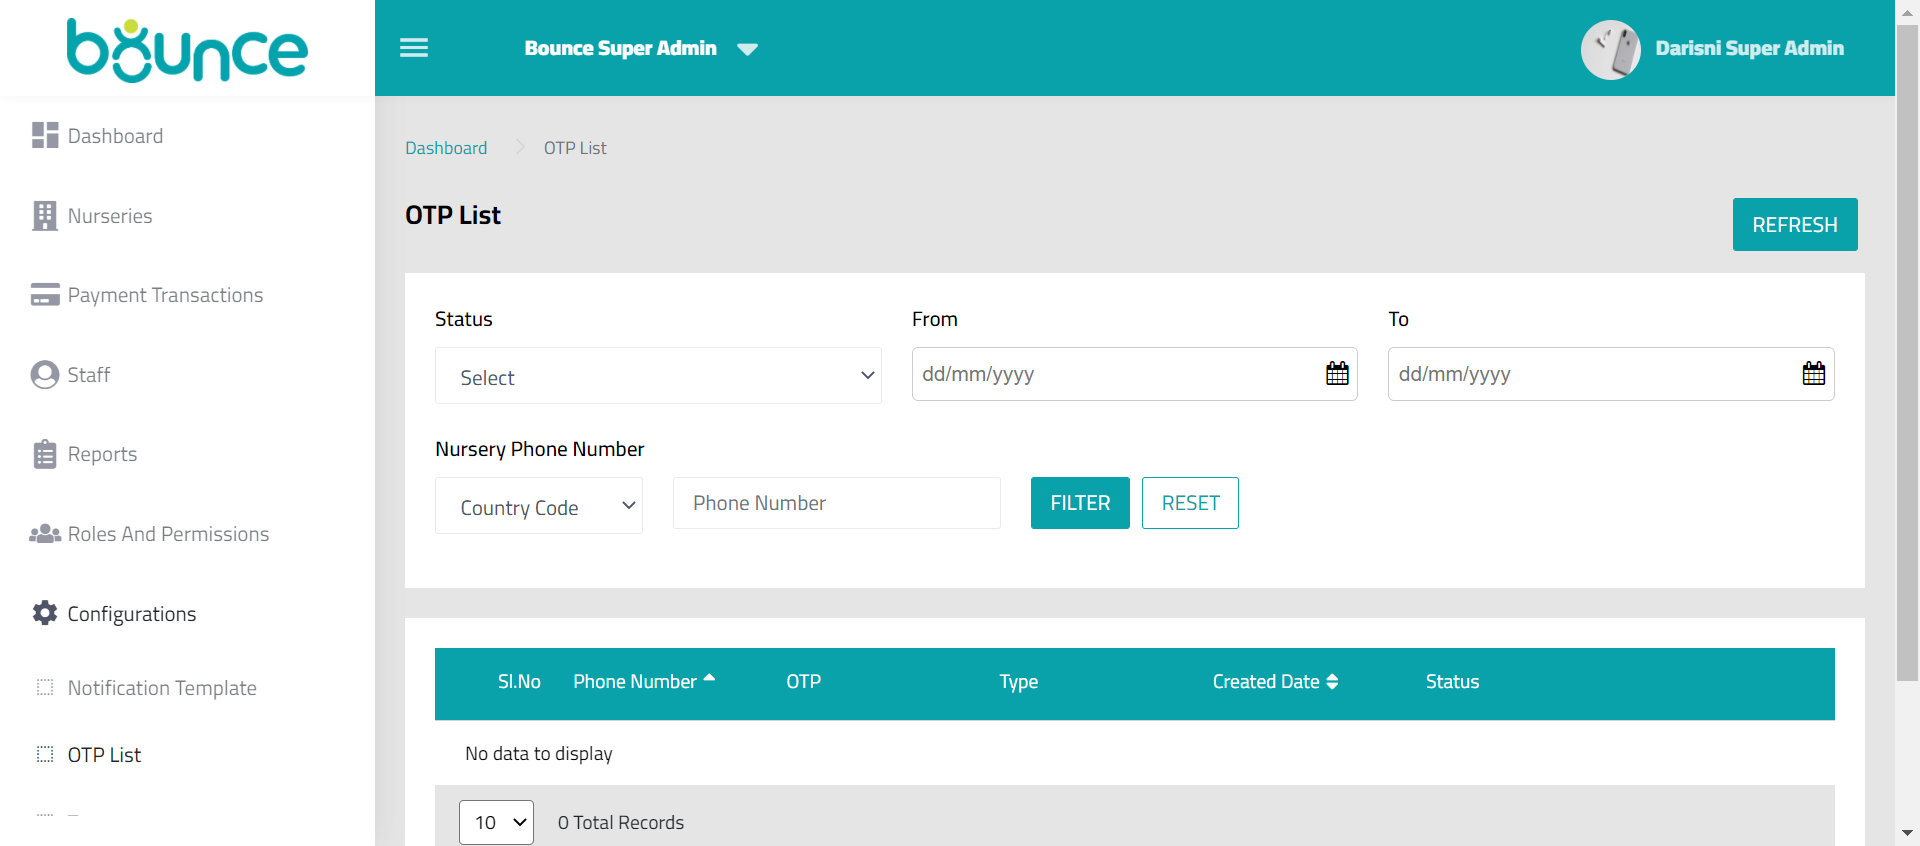 bounce
Bounce Super Admin
Darisni Super Admin
Dashboard
Nurseries
Payment Transactions
Staff
Reports
Roles And Permissions
Configurations
Notification Template
OTP List
Dashboard
OTP List
OTP List
REFRESH
Status
From
To
Select
dd/mm/yyyy
dd/mm/yyyy
Nursery Phone Number
Country Code
Phone Number
FILTER
RESET
Sl.No Phone Number OTP Type Created Date Status
No data to display
10
0 Total Records